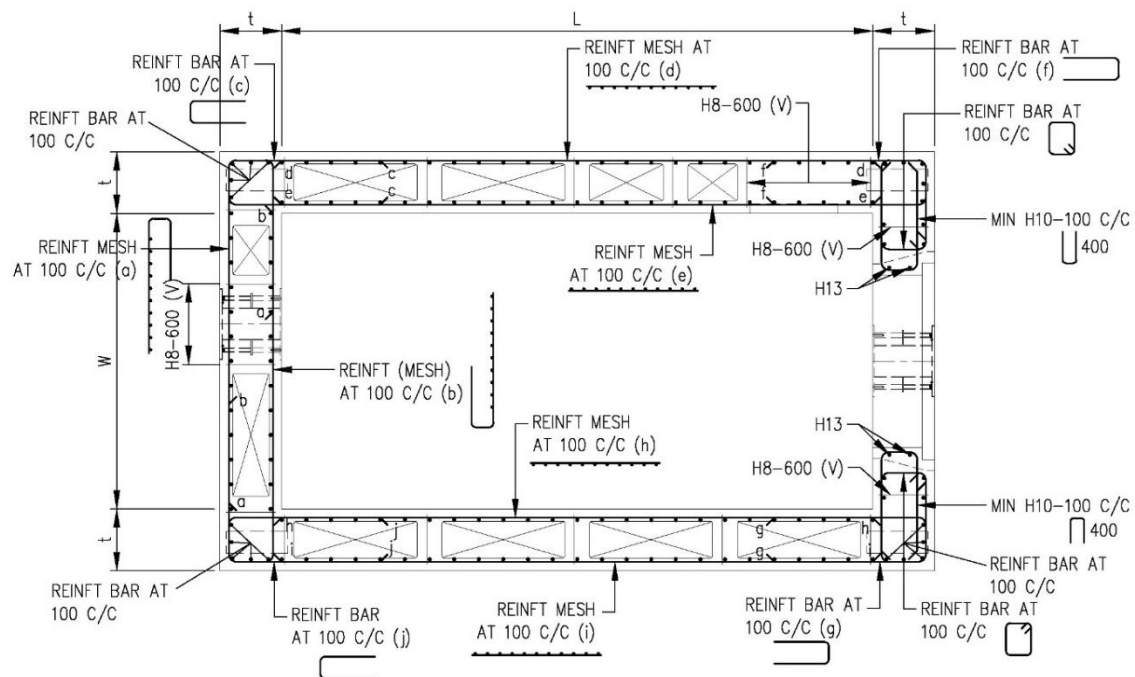 t
L
t
REINFT BAR AT
100 C/C (c)
REINFT MESH AT
100 C/C (d)
REINFT BAR AT
100 C/C (f)
H8-600 (V)
REINFT BAR AT
100 C/C
REINFT BAR AT
100 C/C
t
d
e
c
c
f
f
d
e
b
REINFT MESH
AT 100 C/C (a)
REINFT MESH
AT 100 C/C (e)
H8-600 (V)
MIN H10-100 C/C
400
H13
H8-600 (V)
W
a
REINFT (MESH)
AT 100 C/C (b)
b
REINFT MESH
AT 100 C/C (h)
H13
H8-600 (V)
MIN H10-100 C/C
400
a
t
h
j
j
g
g
h
i
REINFT BAR AT
100 C/C
REINFT BAR AT
100 C/C
REINFT BAR
AT 100 C/C (j)
REINFT MESH
AT 100 C/C (i)
REINFT BAR AT
100 C/C (g)
REINFT BAR AT
100 C/C